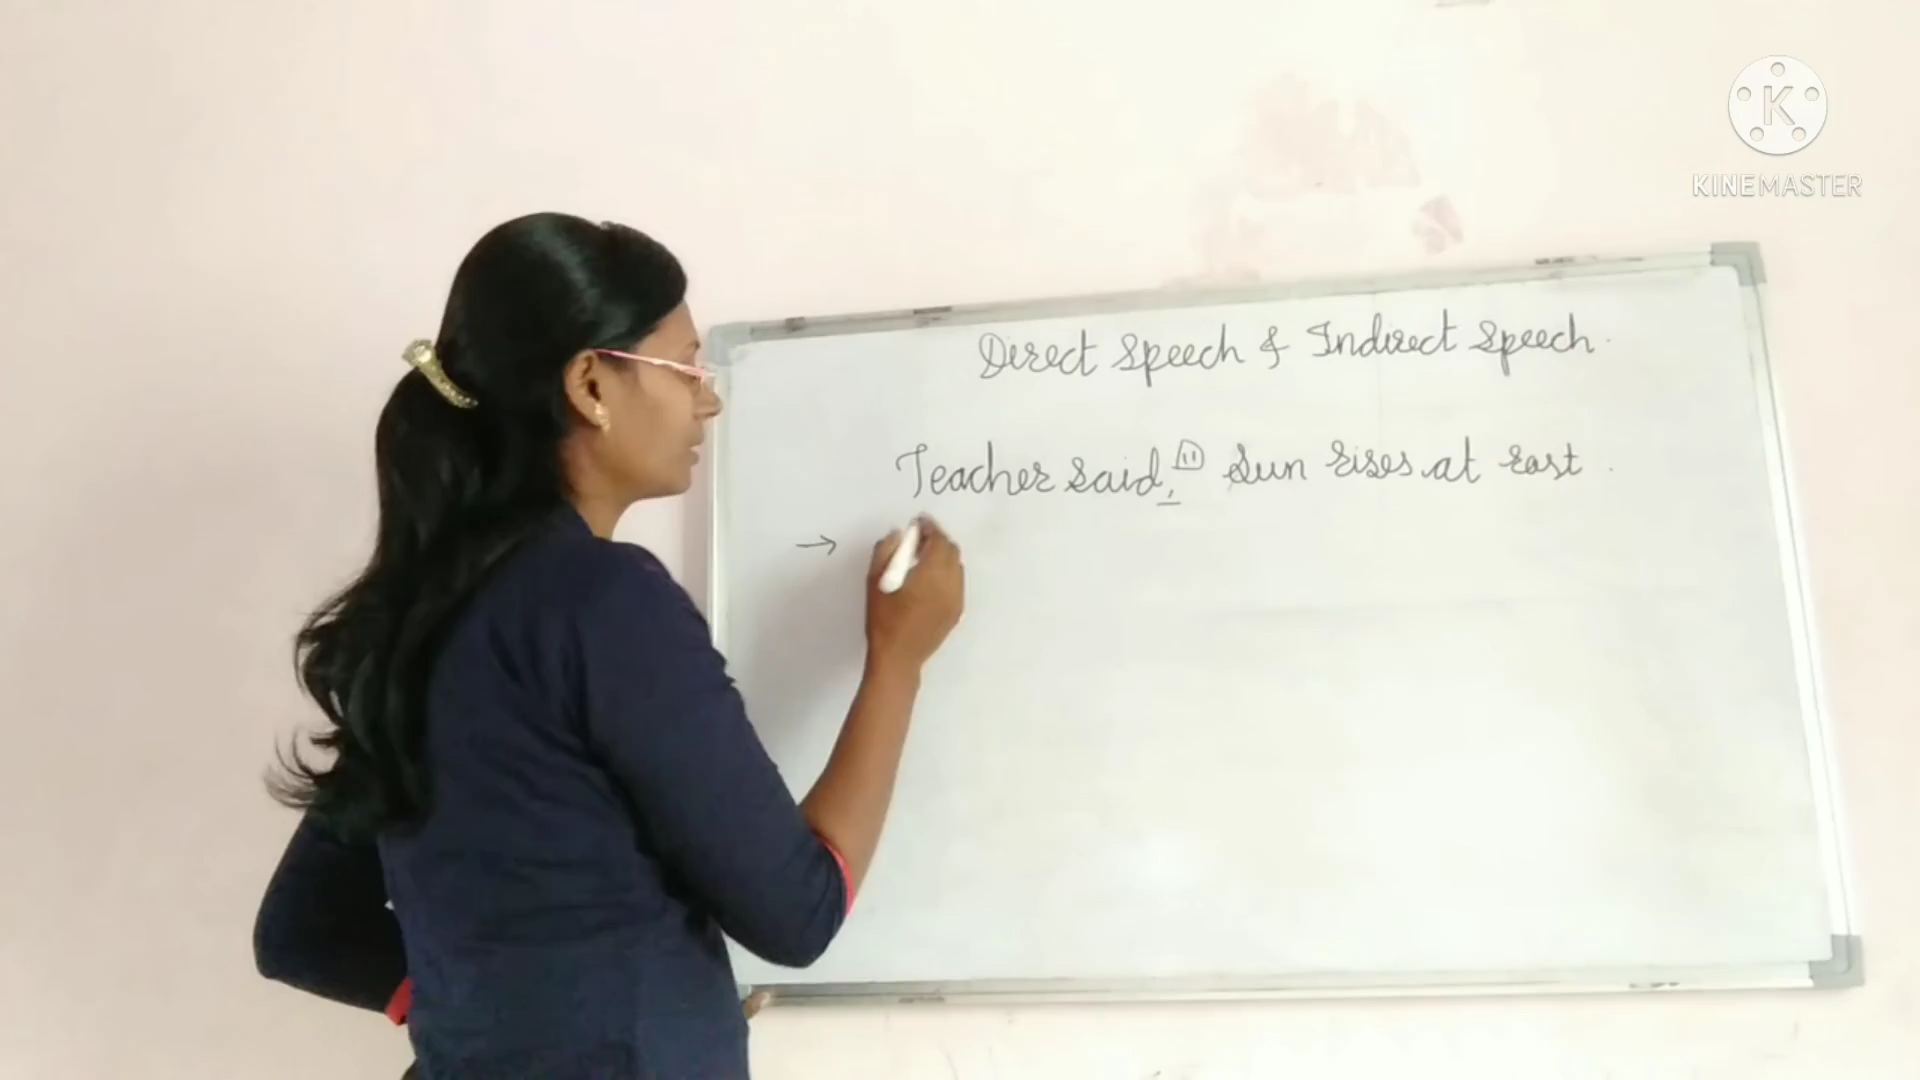 KINEMASTER
Direct Speech & Indirect Speech.
Teacher said, " Sun rises at east .
→